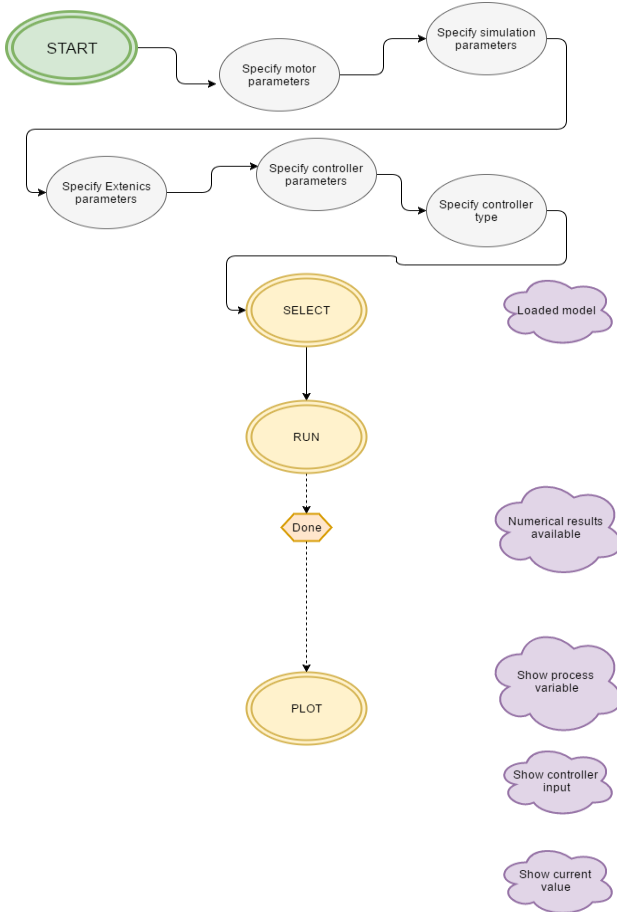 START
Specify motor
parameters
Specify simulation
parameters
Specify Extenics
parameters
Specify controller
parameters
Specify controller
type
SELECT
Loaded model
RUN
Done
Numerical results
available
PLOT
Show process
variable
Show controller
input
Show current
value